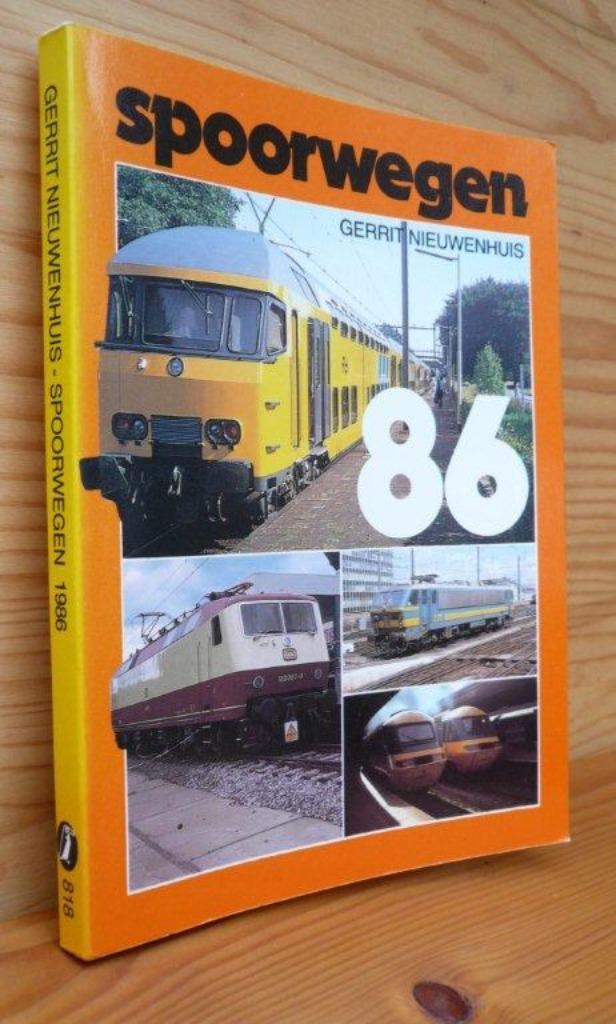 spoorwegen
GERRIT NIEUWENHUIS
86
GERRIT NIEUWENHUIS - SPOORWEGEN 1986
818